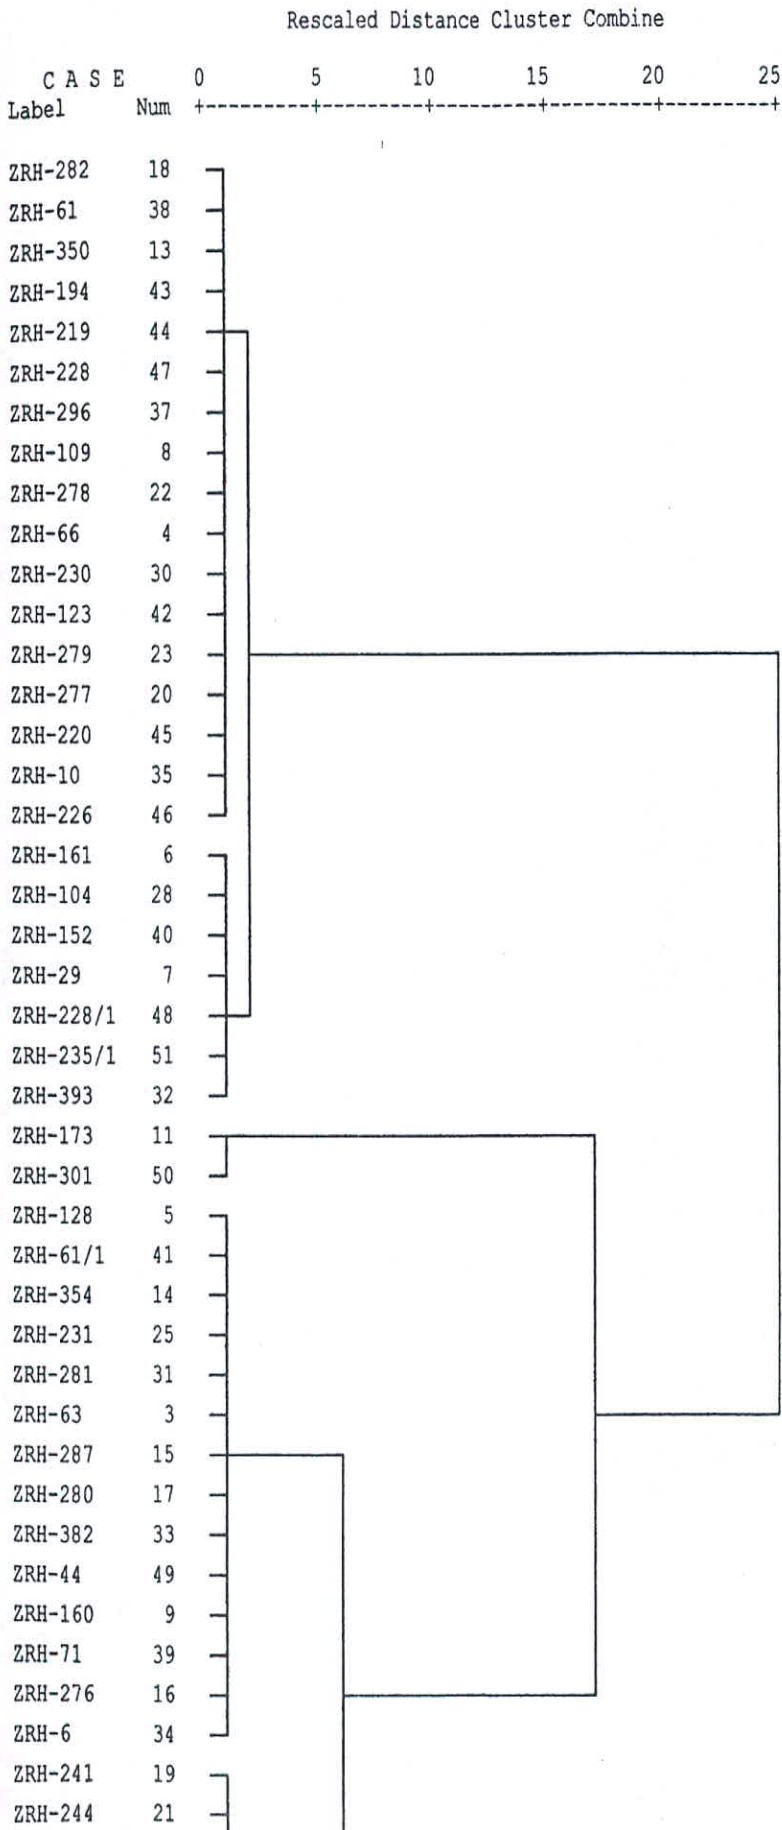 Rescaled Distance Cluster Combine
C A S E 0 5 10 15 20 25
Label Num +---------+---------+---------+---------+---------+
ZRH-282 18
ZRH-61 38
ZRH-350 13
ZRH-194 43
ZRH-219 44
ZRH-228 47
ZRH-296 37
ZRH-109 8
ZRH-278 22
ZRH-66 4
ZRH-230 30
ZRH-123 42
ZRH-279 23
ZRH-277 20
ZRH-220 45
ZRH-10 35
ZRH-226 46
ZRH-161 6
ZRH-104 28
ZRH-152 40
ZRH-29 7
ZRH-228/1 48
ZRH-235/1 51
ZRH-393 32
ZRH-173 11
ZRH-301 50
ZRH-128 5
ZRH-61/1 41
ZRH-354 14
ZRH-231 25
ZRH-281 31
ZRH-63 3
ZRH-287 15
ZRH-280 17
ZRH-382 33
ZRH-44 49
ZRH-160 9
ZRH-71 39
ZRH-276 16
ZRH-6 34
ZRH-241 19
ZRH-244 21